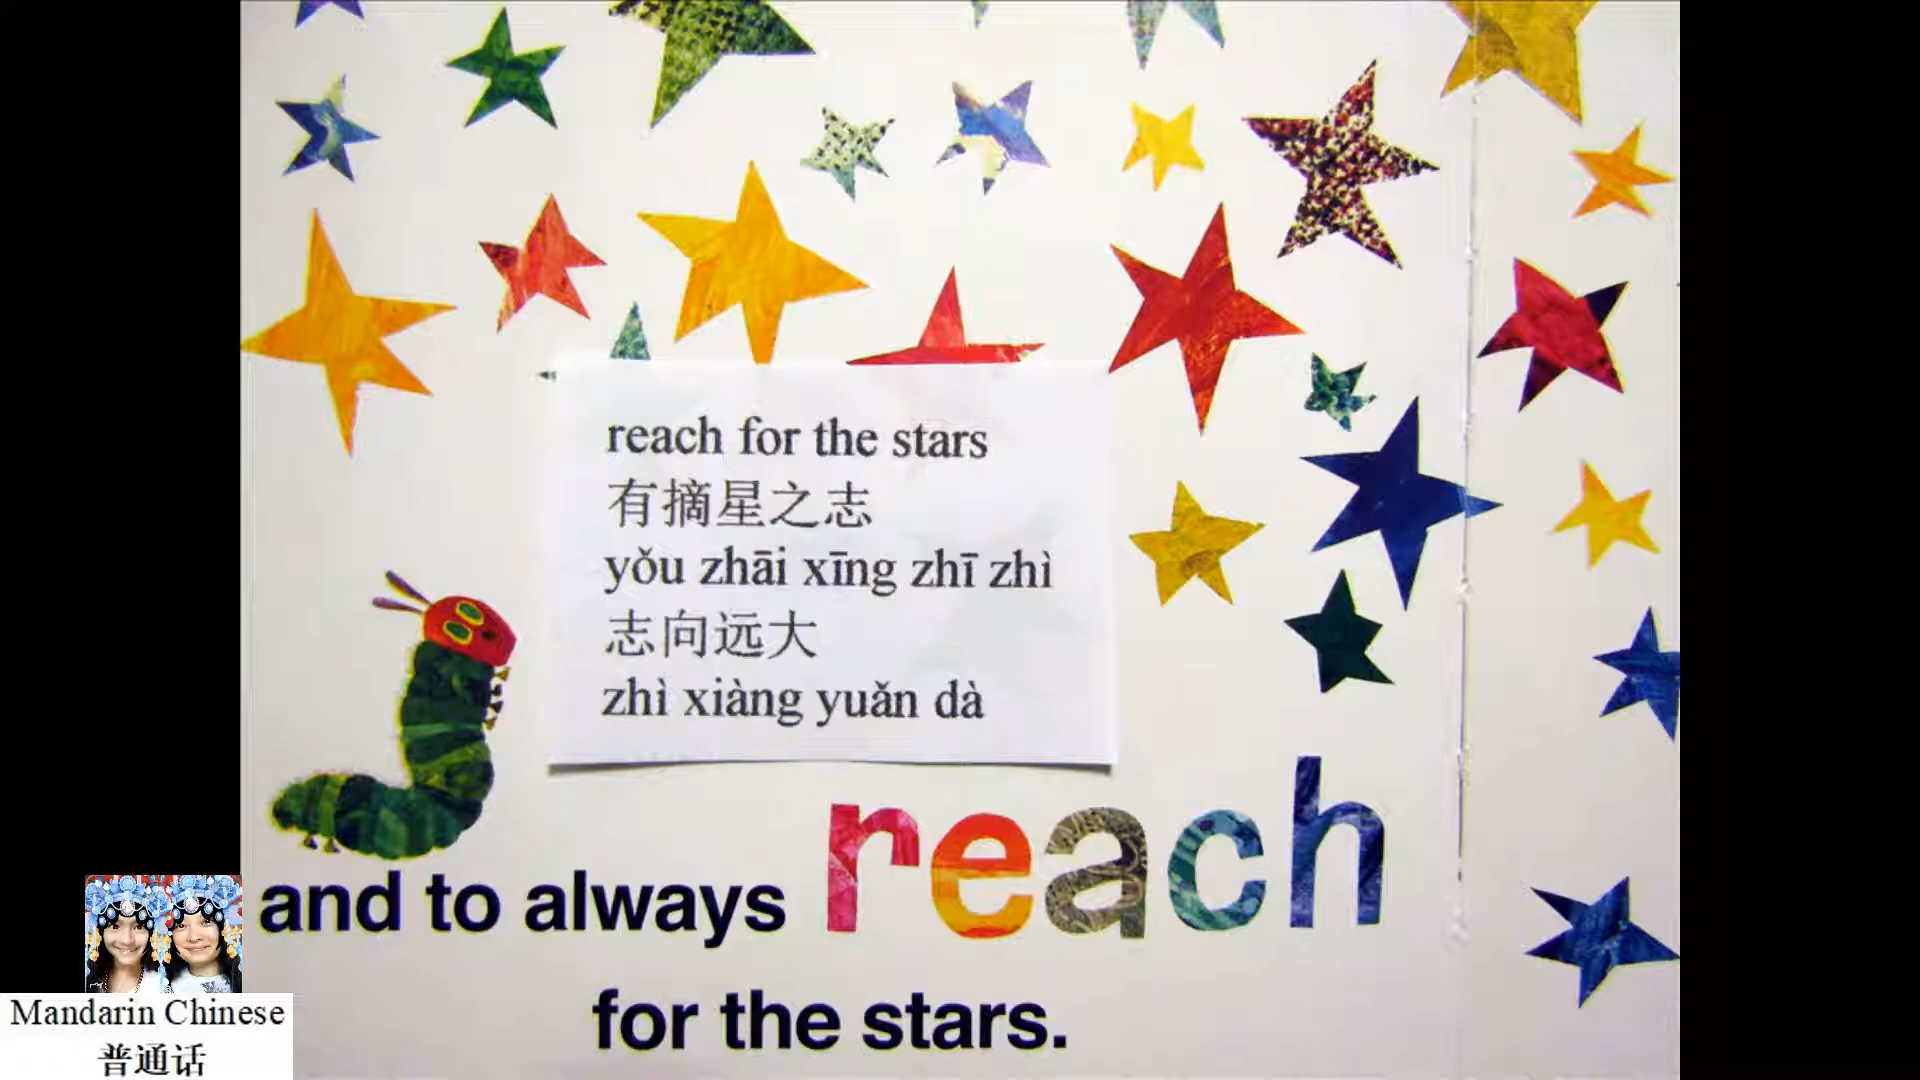 reach for the stars
有摘星之志
yǒu zhāi xīng zhī zhì
志向远大
zhì xiàng yuǎn dà
and to always reach
for the stars.
Mandarin Chinese
普通话